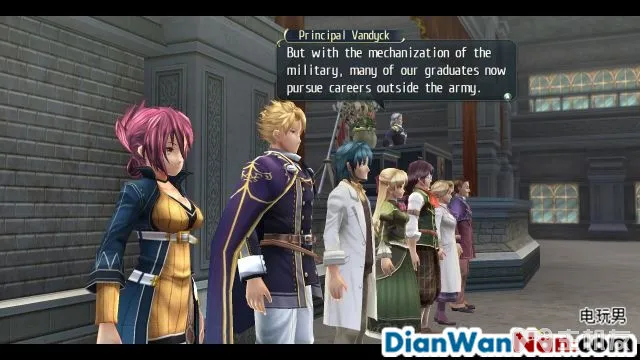 Principal Vandyck
But with the mechanization of the
military, many of our graduates now
pursue careers outside the army.
电玩男
DianWanNan.com